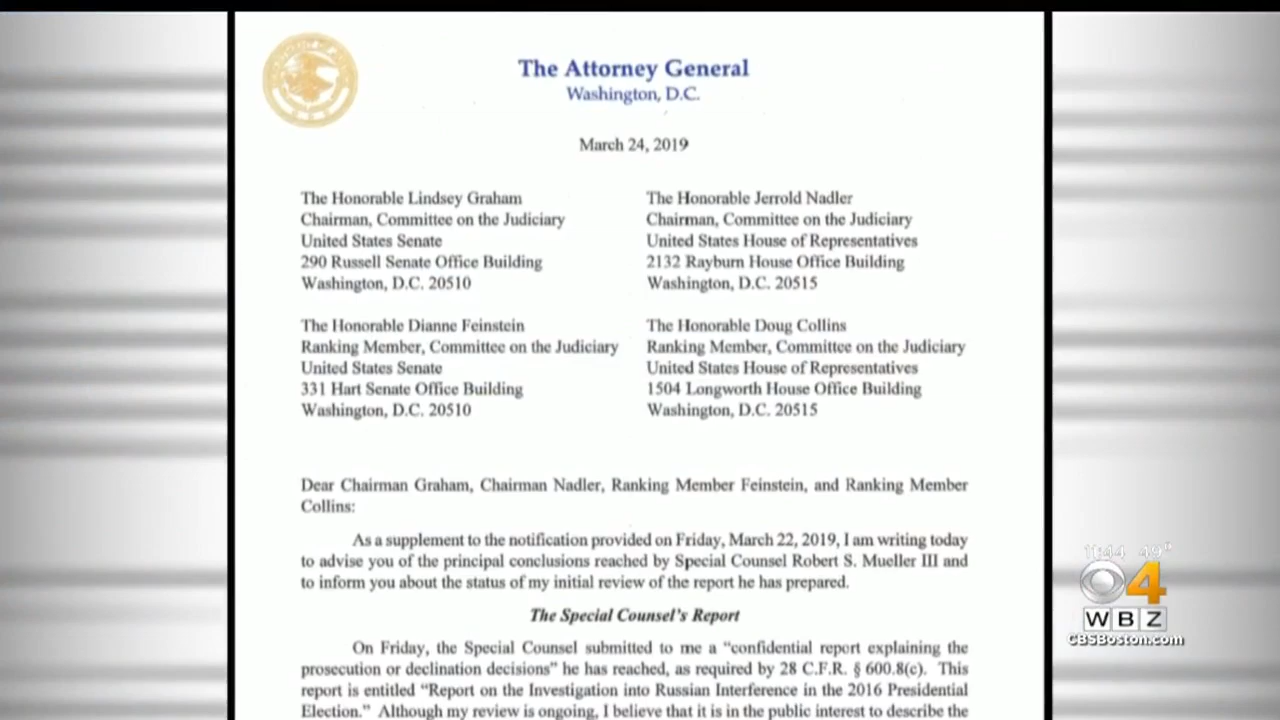 The Attorney General
Washington, D.C.
March 24, 2019
The Honorable Lindsey Graham
Chairman, Committee on the Judiciary
United States Senate
290 Russell Senate Office Building
Washington, D.C. 20510
The Honorable Jerrold Nadler
Chairman, Committee on the Judiciary
United States House of Representatives
2132 Rayburn House Office Building
Washington, D.C. 20515
The Honorable Dianne Feinstein
Ranking Member, Committee on the Judiciary
United States Senate
331 Hart Senate Office Building
Washington, D.C. 20510
The Honorable Doug Collins
Ranking Member, Committee on the Judiciary
United States House of Representatives
1504 Longworth House Office Building
Washington, D.C. 20515
Dear Chairman Graham, Chairman Nadler, Ranking Member Feinstein, and Ranking Member
Collins:
As a supplement to the notification provided on Friday, March 22, 2019, I am writing today
to advise you of the principal conclusions reached by Special Counsel Robert S. Mueller III and
to inform you about the status of my initial review of the report he has prepared.
The Special Counsel's Report
On Friday, the Special Counsel submitted to me a “confidential report explaining the
prosecution or declination decisions” he has reached, as required by 28 C.F.R. § 600.8(c). This
report is entitled “Report on the Investigation into Russian Interference in the 2016 Presidential
Election.” Although my review is ongoing, I believe that it is in the public interest to describe the
11:44 49°
4
WBZ
CBSBoston.com